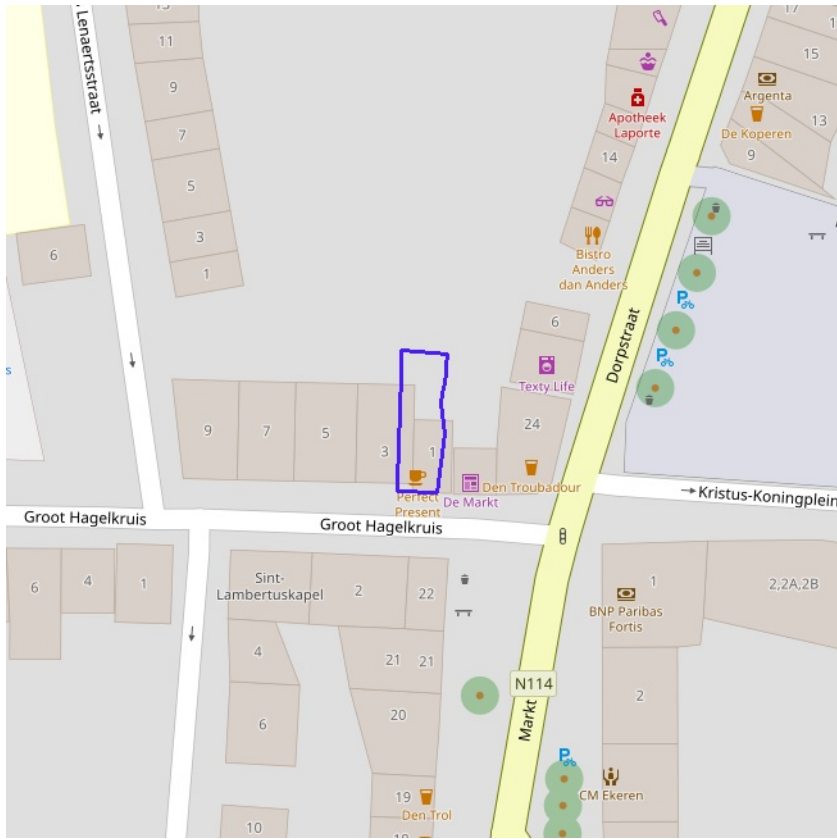 Lenaertsstraat
11
9
7
5
3
1
6
14
Apotheek
Laporte
17
15
Argenta
13
De Koperen
9
Bistro
Anders
dan Anders
Dorpstraat
6
Texty Life
24
Den Troubadour
9
7
5
3
1
Perfect
Present
De Markt
Kristus-Koningplein
Groot Hagelkruis
Groot Hagelkruis
6
4
1
Sint-
Lambertuskapel
2
22
1
BNP Paribas
Fortis
2,2A,2B
4
21
21
6
20
N114
Markt
2
CM Ekeren
19
Den Trol
10